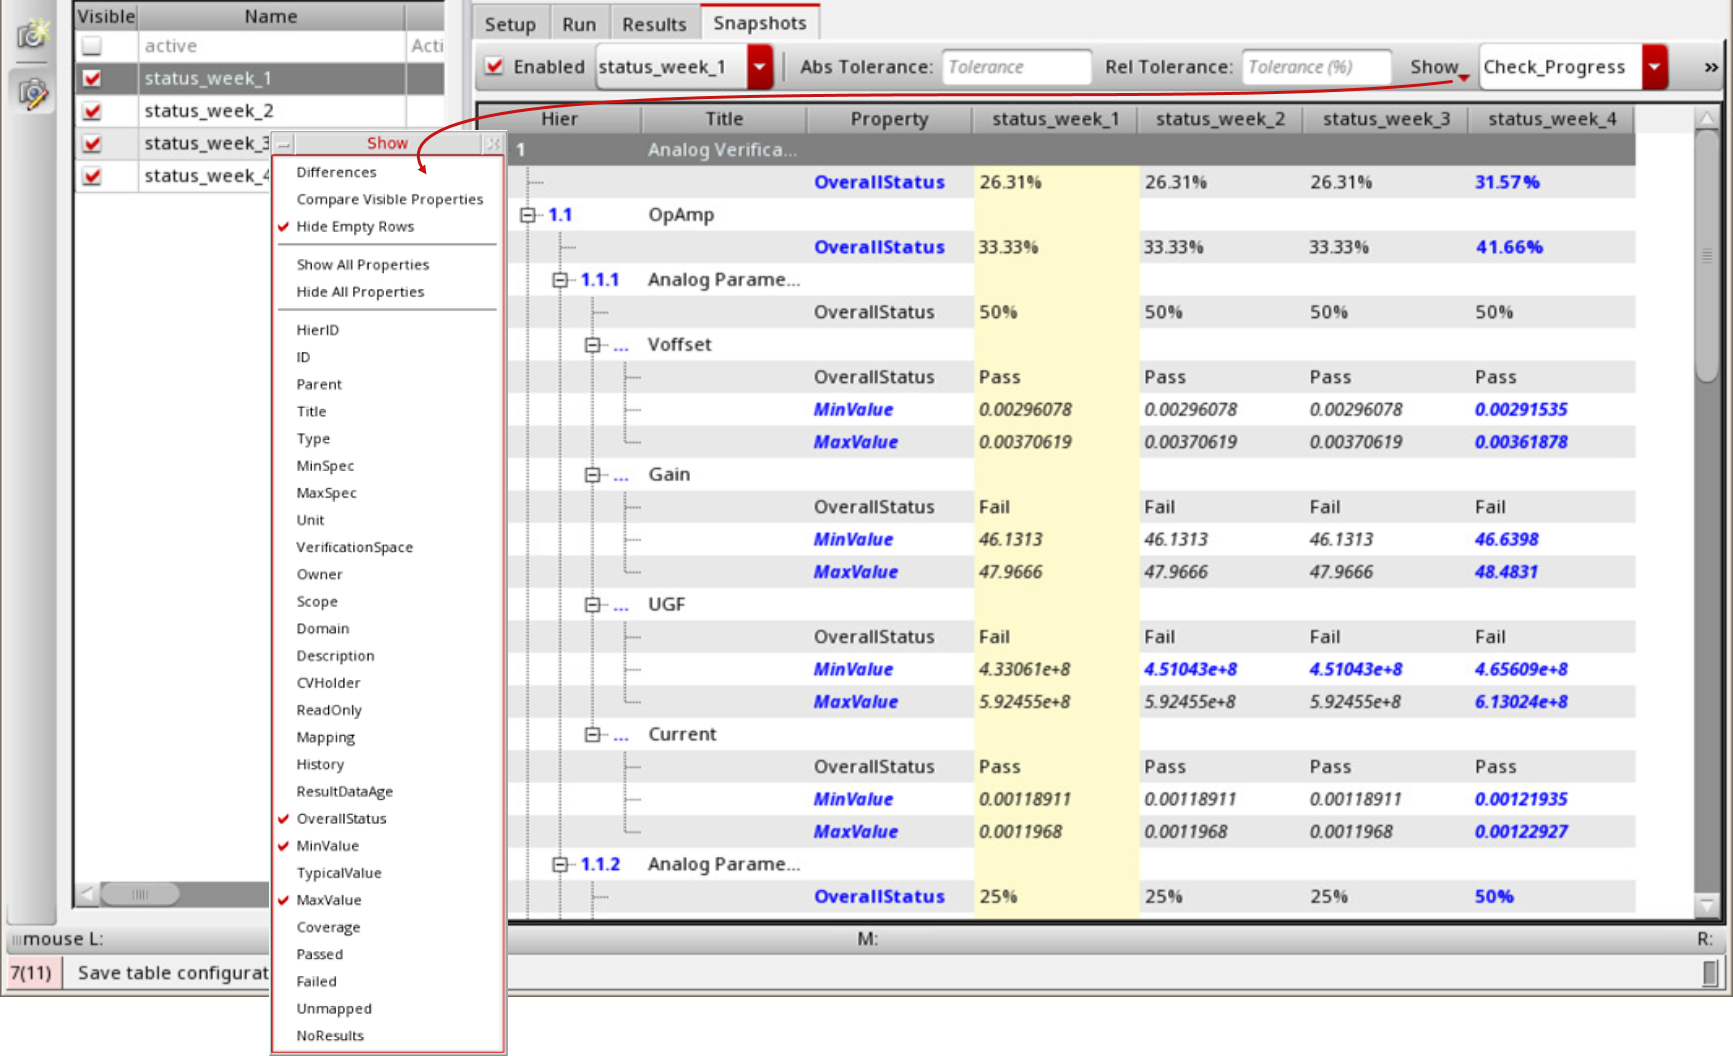 Visible Name
active Acti
status_week_1
status_week_2
status_week_3
status_week_4
Setup Run Results Snapshots
Enabled status_week_1 Abs Tolerance: Tolerance Rel Tolerance: Tolerance (%) Show Check_Progress »
Show
Differences
Compare Visible Properties
Hide Empty Rows
Show All Properties
Hide All Properties
HierID
ID
Parent
Title
Type
MinSpec
MaxSpec
Unit
VerificationSpace
Owner
Scope
Domain
Description
CVHolder
ReadOnly
Mapping
History
ResultDataAge
OverallStatus
MinValue
TypicalValue
MaxValue
Coverage
Passed
Failed
Unmapped
NoResults
Hier Title Property status_week_1 status_week_2 status_week_3 status_week_4
1 Analog Verifica...
OverallStatus 26.31% 26.31% 26.31% 31.57%
1.1 OpAmp
OverallStatus 33.33% 33.33% 33.33% 41.66%
1.1.1 Analog Parame...
OverallStatus 50% 50% 50% 50%
... Voffset
OverallStatus Pass Pass Pass Pass
MinValue 0.00296078 0.00296078 0.00296078 0.00291535
MaxValue 0.00370619 0.00370619 0.00370619 0.00361878
... Gain
OverallStatus Fail Fail Fail Fail
MinValue 46.1313 46.1313 46.1313 46.6398
MaxValue 47.9666 47.9666 47.9666 48.4831
... UGF
OverallStatus Fail Fail Fail Fail
MinValue 4.33061e+8 4.51043e+8 4.51043e+8 4.65609e+8
MaxValue 5.92455e+8 5.92455e+8 5.92455e+8 6.13024e+8
... Current
OverallStatus Pass Pass Pass Pass
MinValue 0.00118911 0.00118911 0.00118911 0.00121935
MaxValue 0.0011968 0.0011968 0.0011968 0.00122927
1.1.2 Analog Parame...
OverallStatus 25% 25% 25% 50%
mouse L: M: R:
7(11) Save table configurat